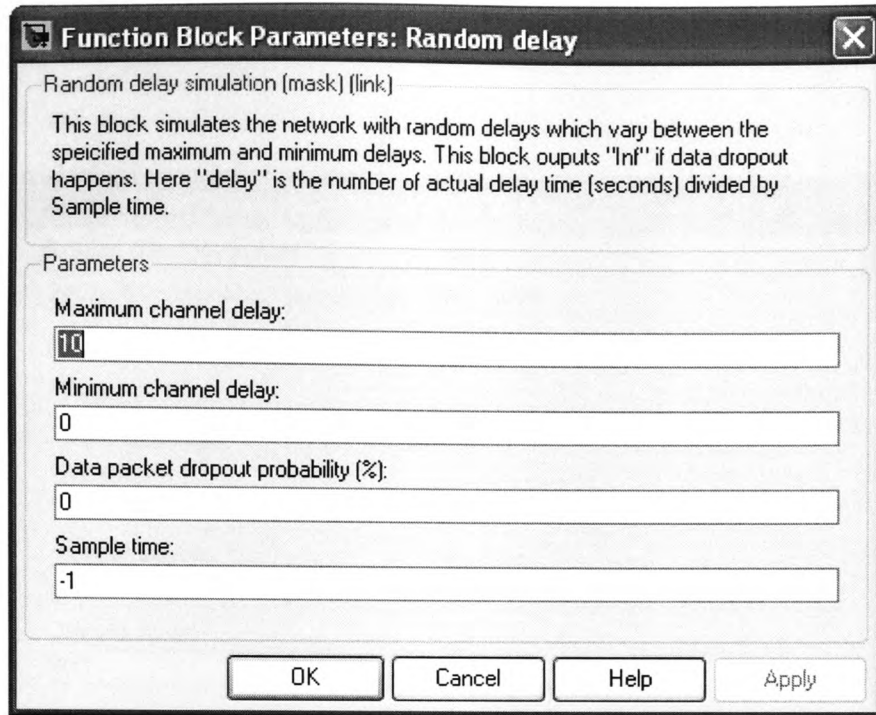 Function Block Parameters: Random delay
Random delay simulation (mask) (link)
This block simulates the network with random delays which vary between the
speicified maximum and minimum delays. This block ouputs "Inf" if data dropout
happens. Here "delay" is the number of actual delay time (seconds) divided by
Sample time.
Parameters
Maximum channel delay:
10
Minimum channel delay:
0
Data packet dropout probability (%):
0
Sample time:
-1
OK Cancel Help Apply